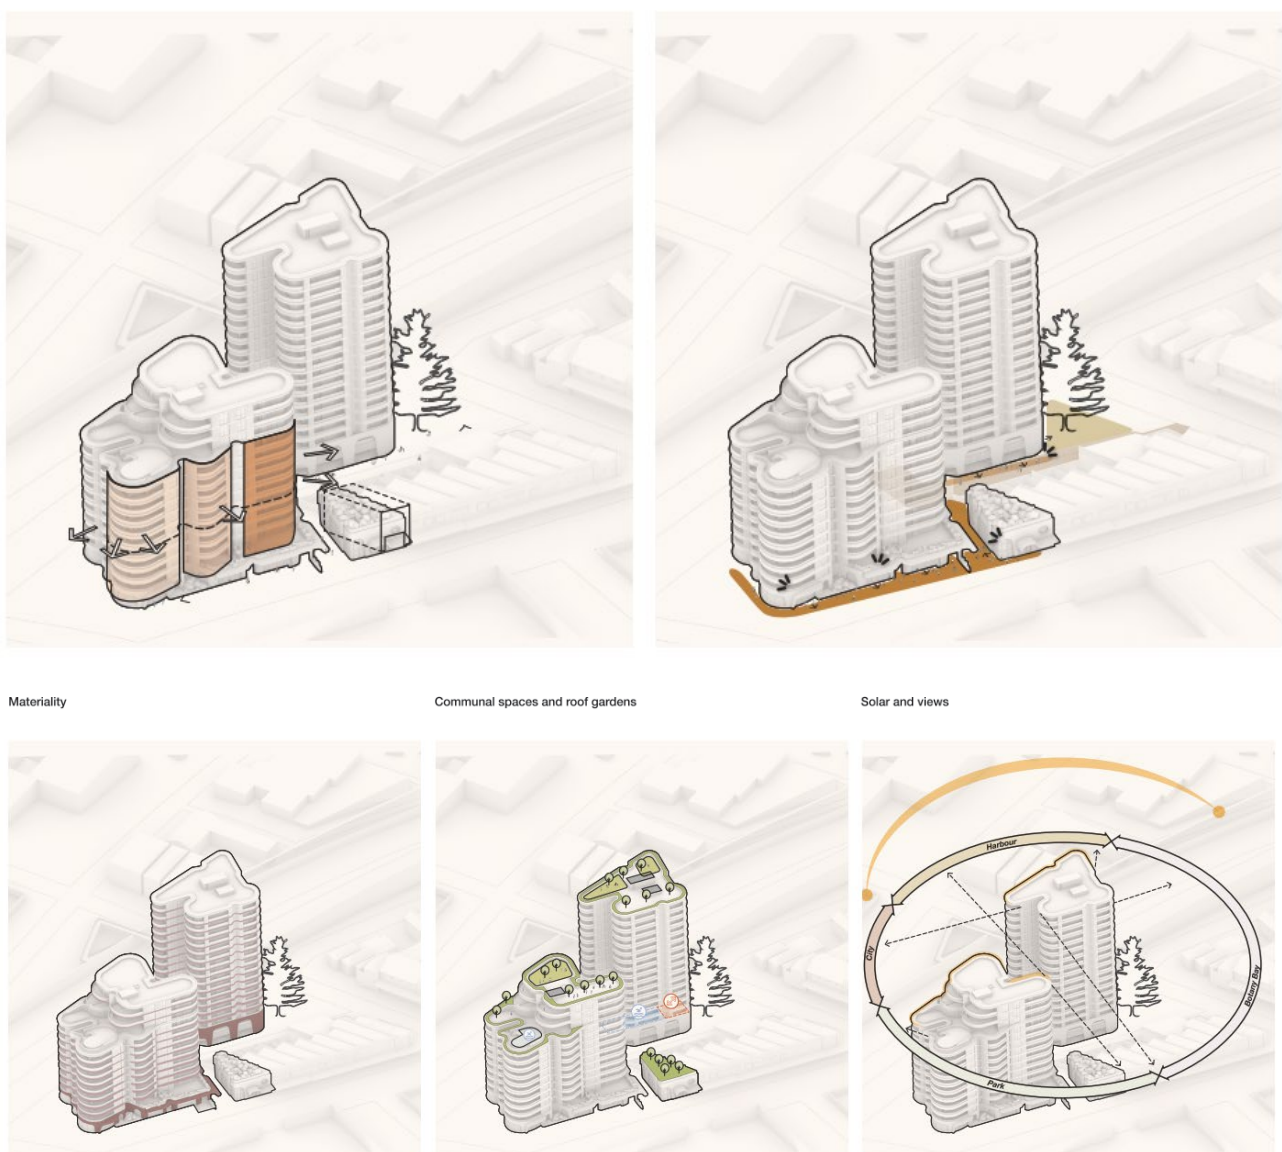 Materiality
Communal spaces and roof gardens
Solar and views
Harbour
City
Botany Bay
Park